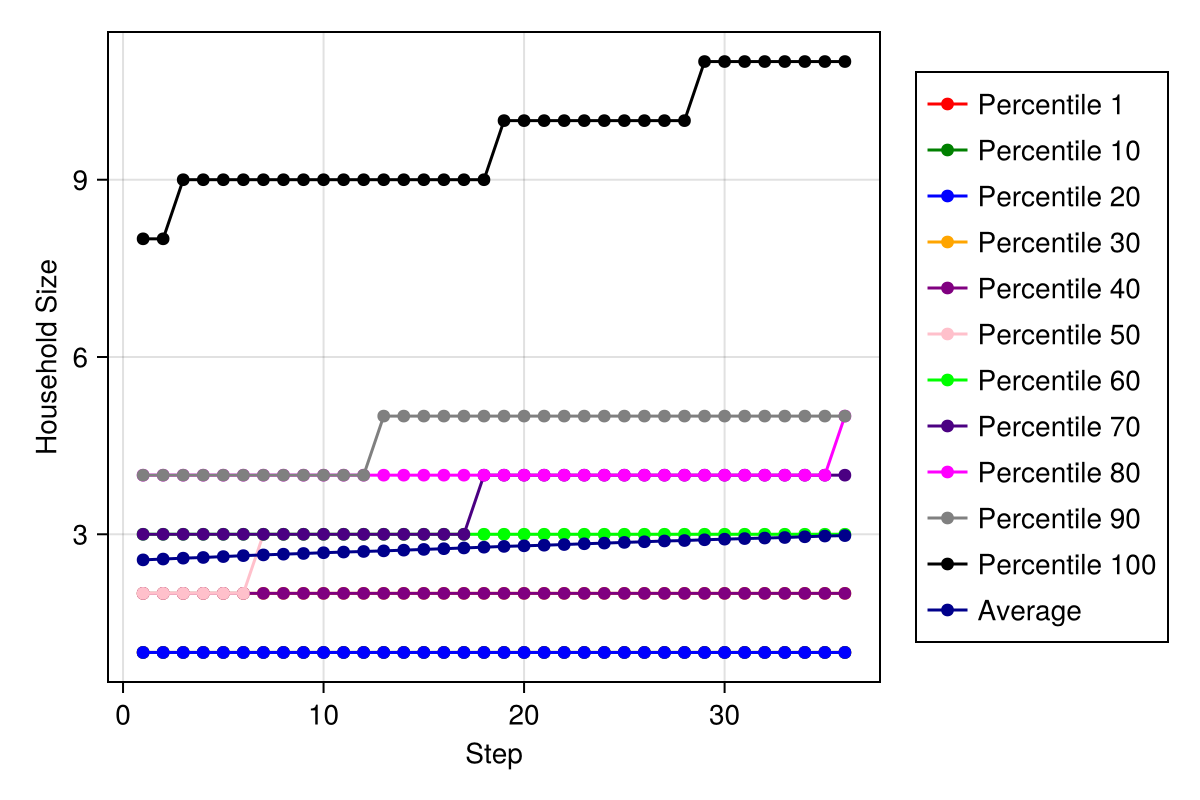 9
6
3
0 10 20 30
Household Size
Step
Percentile 1
Percentile 10
Percentile 20
Percentile 30
Percentile 40
Percentile 50
Percentile 60
Percentile 70
Percentile 80
Percentile 90
Percentile 100
Average